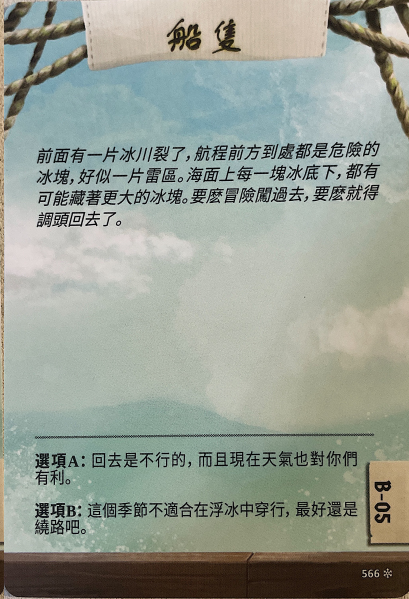 船隻
前面有一片冰川裂了,航程前方到處都是危險的
冰塊,好似一片雷區。海面上每一塊冰底下,都有
可能藏著更大的冰塊。要麼冒險闖過去,要麼就得
調頭回去了。
選項A：回去是不行的,而且現在天氣也對你們
有利。
選項B：這個季節不適合在浮冰中穿行,最好還是
繞路吧。
B-05
566 ✻